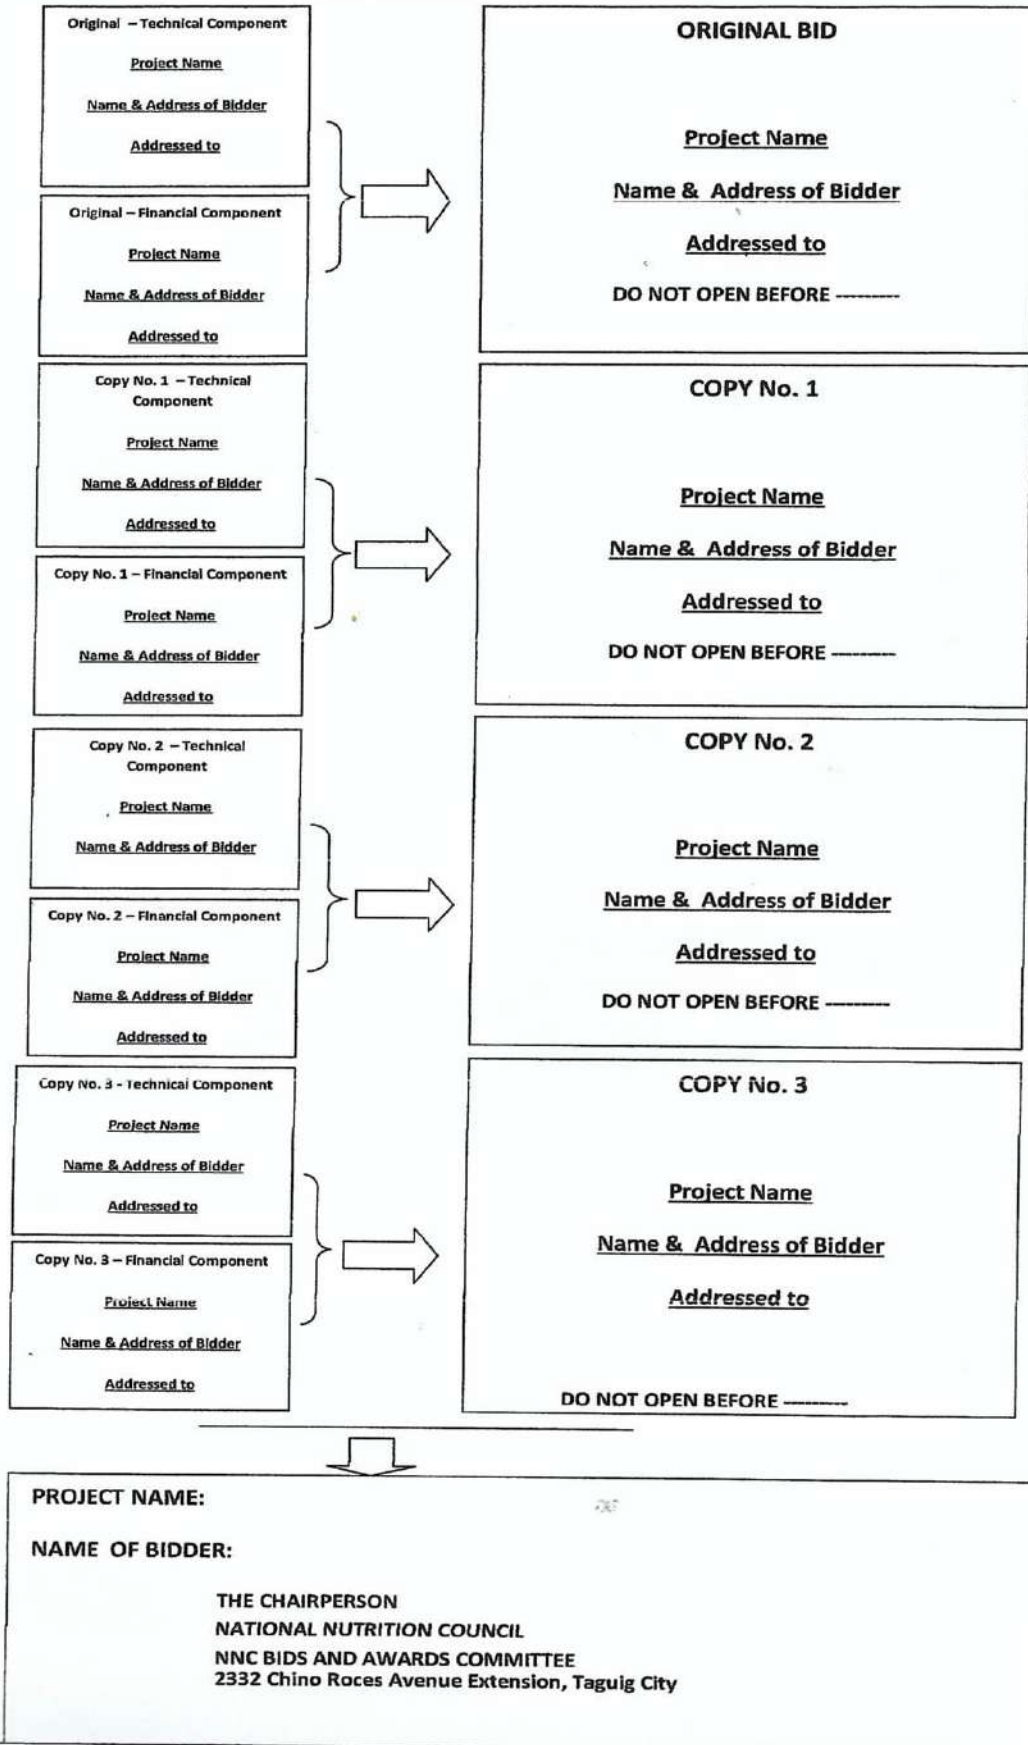 Original – Technical Component
Project Name
Name & Address of Bidder
Addressed to
Original – Financial Component
Project Name
Name & Address of Bidder
Addressed to
ORIGINAL BID
Project Name
Name & Address of Bidder
Addressed to
DO NOT OPEN BEFORE ---------
Copy No. 1 – Technical
Component
Project Name
Name & Address of Bidder
Addressed to
Copy No. 1 – Financial Component
Project Name
Name & Address of Bidder
Addressed to
COPY No. 1
Project Name
Name & Address of Bidder
Addressed to
DO NOT OPEN BEFORE ---------
Copy No. 2 – Technical
Component
Project Name
Name & Address of Bidder
Copy No. 2 – Financial Component
Project Name
Name & Address of Bidder
Addressed to
COPY No. 2
Project Name
Name & Address of Bidder
Addressed to
DO NOT OPEN BEFORE ---------
Copy No. 3 - Technical Component
Project Name
Name & Address of Bidder
Addressed to
Copy No. 3 – Financial Component
Project Name
Name & Address of Bidder
Addressed to
COPY No. 3
Project Name
Name & Address of Bidder
Addressed to
DO NOT OPEN BEFORE ---------
PROJECT NAME:
NAME OF BIDDER:
THE CHAIRPERSON
NATIONAL NUTRITION COUNCIL
NNC BIDS AND AWARDS COMMITTEE
2332 Chino Roces Avenue Extension, Taguig City